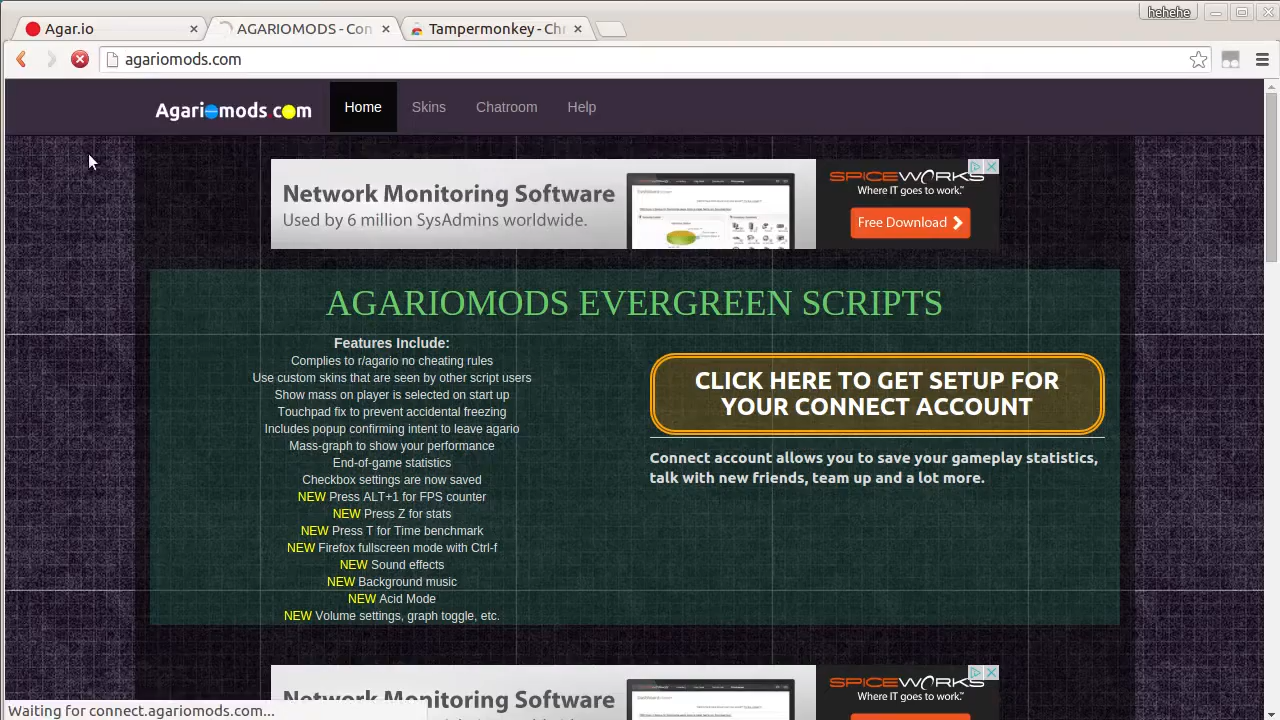 hehehe
Agar.io
AGARIOMODS - Con
Tampermonkey - Ch
agariomods.com
Agariomods.com
Home
Skins
Chatroom
Help
Network Monitoring Software
used by over SysAdmins worldwide.
SPICEWORKS
Where IT goes to work.™
Free Download
AGARIOMODS EVERGREEN SCRIPTS
Features Include:
Complies to r/agario no cheating rules
Use custom skins that are seen by other script users
Show mass on player is selected on start up
Touchpad fix to prevent accidental freezing
Includes popup confirming intent to leave agario
Mass-graph to show your performance
End-of-game statistics
Checkbox settings are now saved
NEW Press ALT+1 for FPS counter
NEW Press Z for stats
NEW Press T for Time benchmark
NEW Firefox fullscreen mode with Ctrl-f
NEW Sound effects
NEW Background music
NEW Acid Mode
NEW Volume settings, graph toggle, etc.
CLICK HERE TO GET SETUP FOR
YOUR CONNECT ACCOUNT
Connect account allows you to save your gameplay statistics,
talk with new friends, team up and a lot more.
Network Monitoring Software
SPICEWORKS
Where IT goes to work.™
Waiting for connect.agariomods.com...